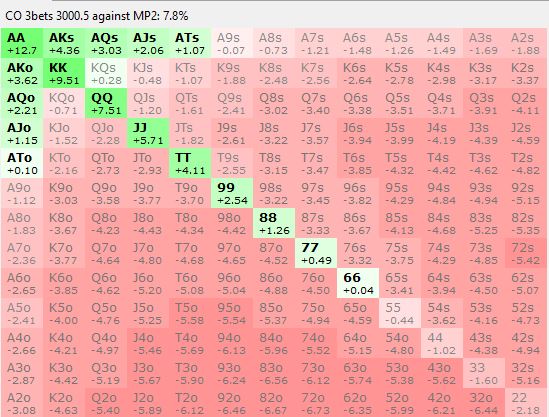 CO 3bets 3000.5 against MP2: 7.8%
AA AKs AQs AJs ATs A9s A8s A7s A6s A5s A4s A3s A2s
+12.7 +4.36 +3.03 +2.06 +1.07 -0.07 -0.73 -1.21 -1.48 -1.26 -1.49 -1.69 -1.88
AKo KK KQs KJs KTs K9s K8s K7s K6s K5s K4s K3s K2s
+3.62 +9.51 +0.28 -0.48 -1.07 -1.88 -2.48 -2.56 -2.64 -2.77 -2.98 -3.17 -3.37
AQo KQo QQ QJs QTs Q9s Q8s Q7s Q6s Q5s Q4s Q3s Q2s
+2.21 -0.71 +7.51 -1.20 -1.61 -2.41 -3.02 -3.40 -3.38 -3.51 -3.71 -3.91 -4.11
AJo KJo QJo JJ JTs J9s J8s J7s J6s J5s J4s J3s J2s
+1.15 -1.52 -2.28 +5.71 -1.82 -2.61 -3.22 -3.57 -3.94 -3.99 -4.19 -4.39 -4.59
ATo KTo QTo JTo TT T9s T8s T7s T6s T5s T4s T3s T2s
+0.10 -2.16 -2.73 -2.93 +4.11 -2.55 -3.15 -3.47 -3.85 -4.32 -4.42 -4.62 -4.82
A9o K9o Q9o J9o T9o 99 98s 97s 96s 95s 94s 93s 92s
-1.12 -3.03 -3.58 -3.77 -3.70 +2.54 -3.22 -3.45 -3.82 -4.29 -4.84 -4.94 -5.15
A8o K8o Q8o J8o T8o 98o 88 87s 86s 85s 84s 83s 82s
-1.83 -3.67 -4.23 -4.43 -4.34 -4.42 +1.26 -3.33 -3.67 -4.13 -4.68 -5.25 -5.35
A7o K7o Q7o J7o T7o 97o 87o 77 76s 75s 74s 73s 72s
-2.36 -3.77 -4.64 -4.80 -4.68 -4.65 -4.52 +0.49 -3.32 -3.75 -4.29 -4.85 -5.42
A6o K6o Q6o J6o T6o 96o 86o 76o 66 65s 64s 63s 62s
-2.65 -3.85 -4.62 -5.20 -5.08 -5.04 -4.88 -4.50 +0.04 -3.41 -3.94 -4.50 -5.07
A5o K5o Q5o J5o T5o 95o 85o 75o 65o 55 54s 53s 52s
-2.41 -4.00 -4.76 -5.25 -5.58 -5.54 -5.37 -4.94 -4.59 -0.44 -3.62 -4.16 -4.73
A4o K4o Q4o J4o T4o 94o 84o 74o 64o 54o 44 43s 42s
-2.66 -4.21 -4.97 -5.46 -5.69 -6.13 -5.96 -5.52 -5.15 -4.80 -1.02 -4.38 -4.94
A3o K3o Q3o J3o T3o 93o 83o 73o 63o 53o 43o 33 32s
-2.87 -4.42 -5.19 -5.67 -5.90 -6.24 -6.56 -6.12 -5.74 -5.38 -5.62 -1.60 -5.16
A2o K2o Q2o J2o T2o 92o 82o 72o 62o 52o 42o 32o 22
-3.08 -4.63 -5.40 -5.89 -6.12 -6.46 -6.67 -6.73 -6.35 -5.99 -6.21 -6.44 -2.18